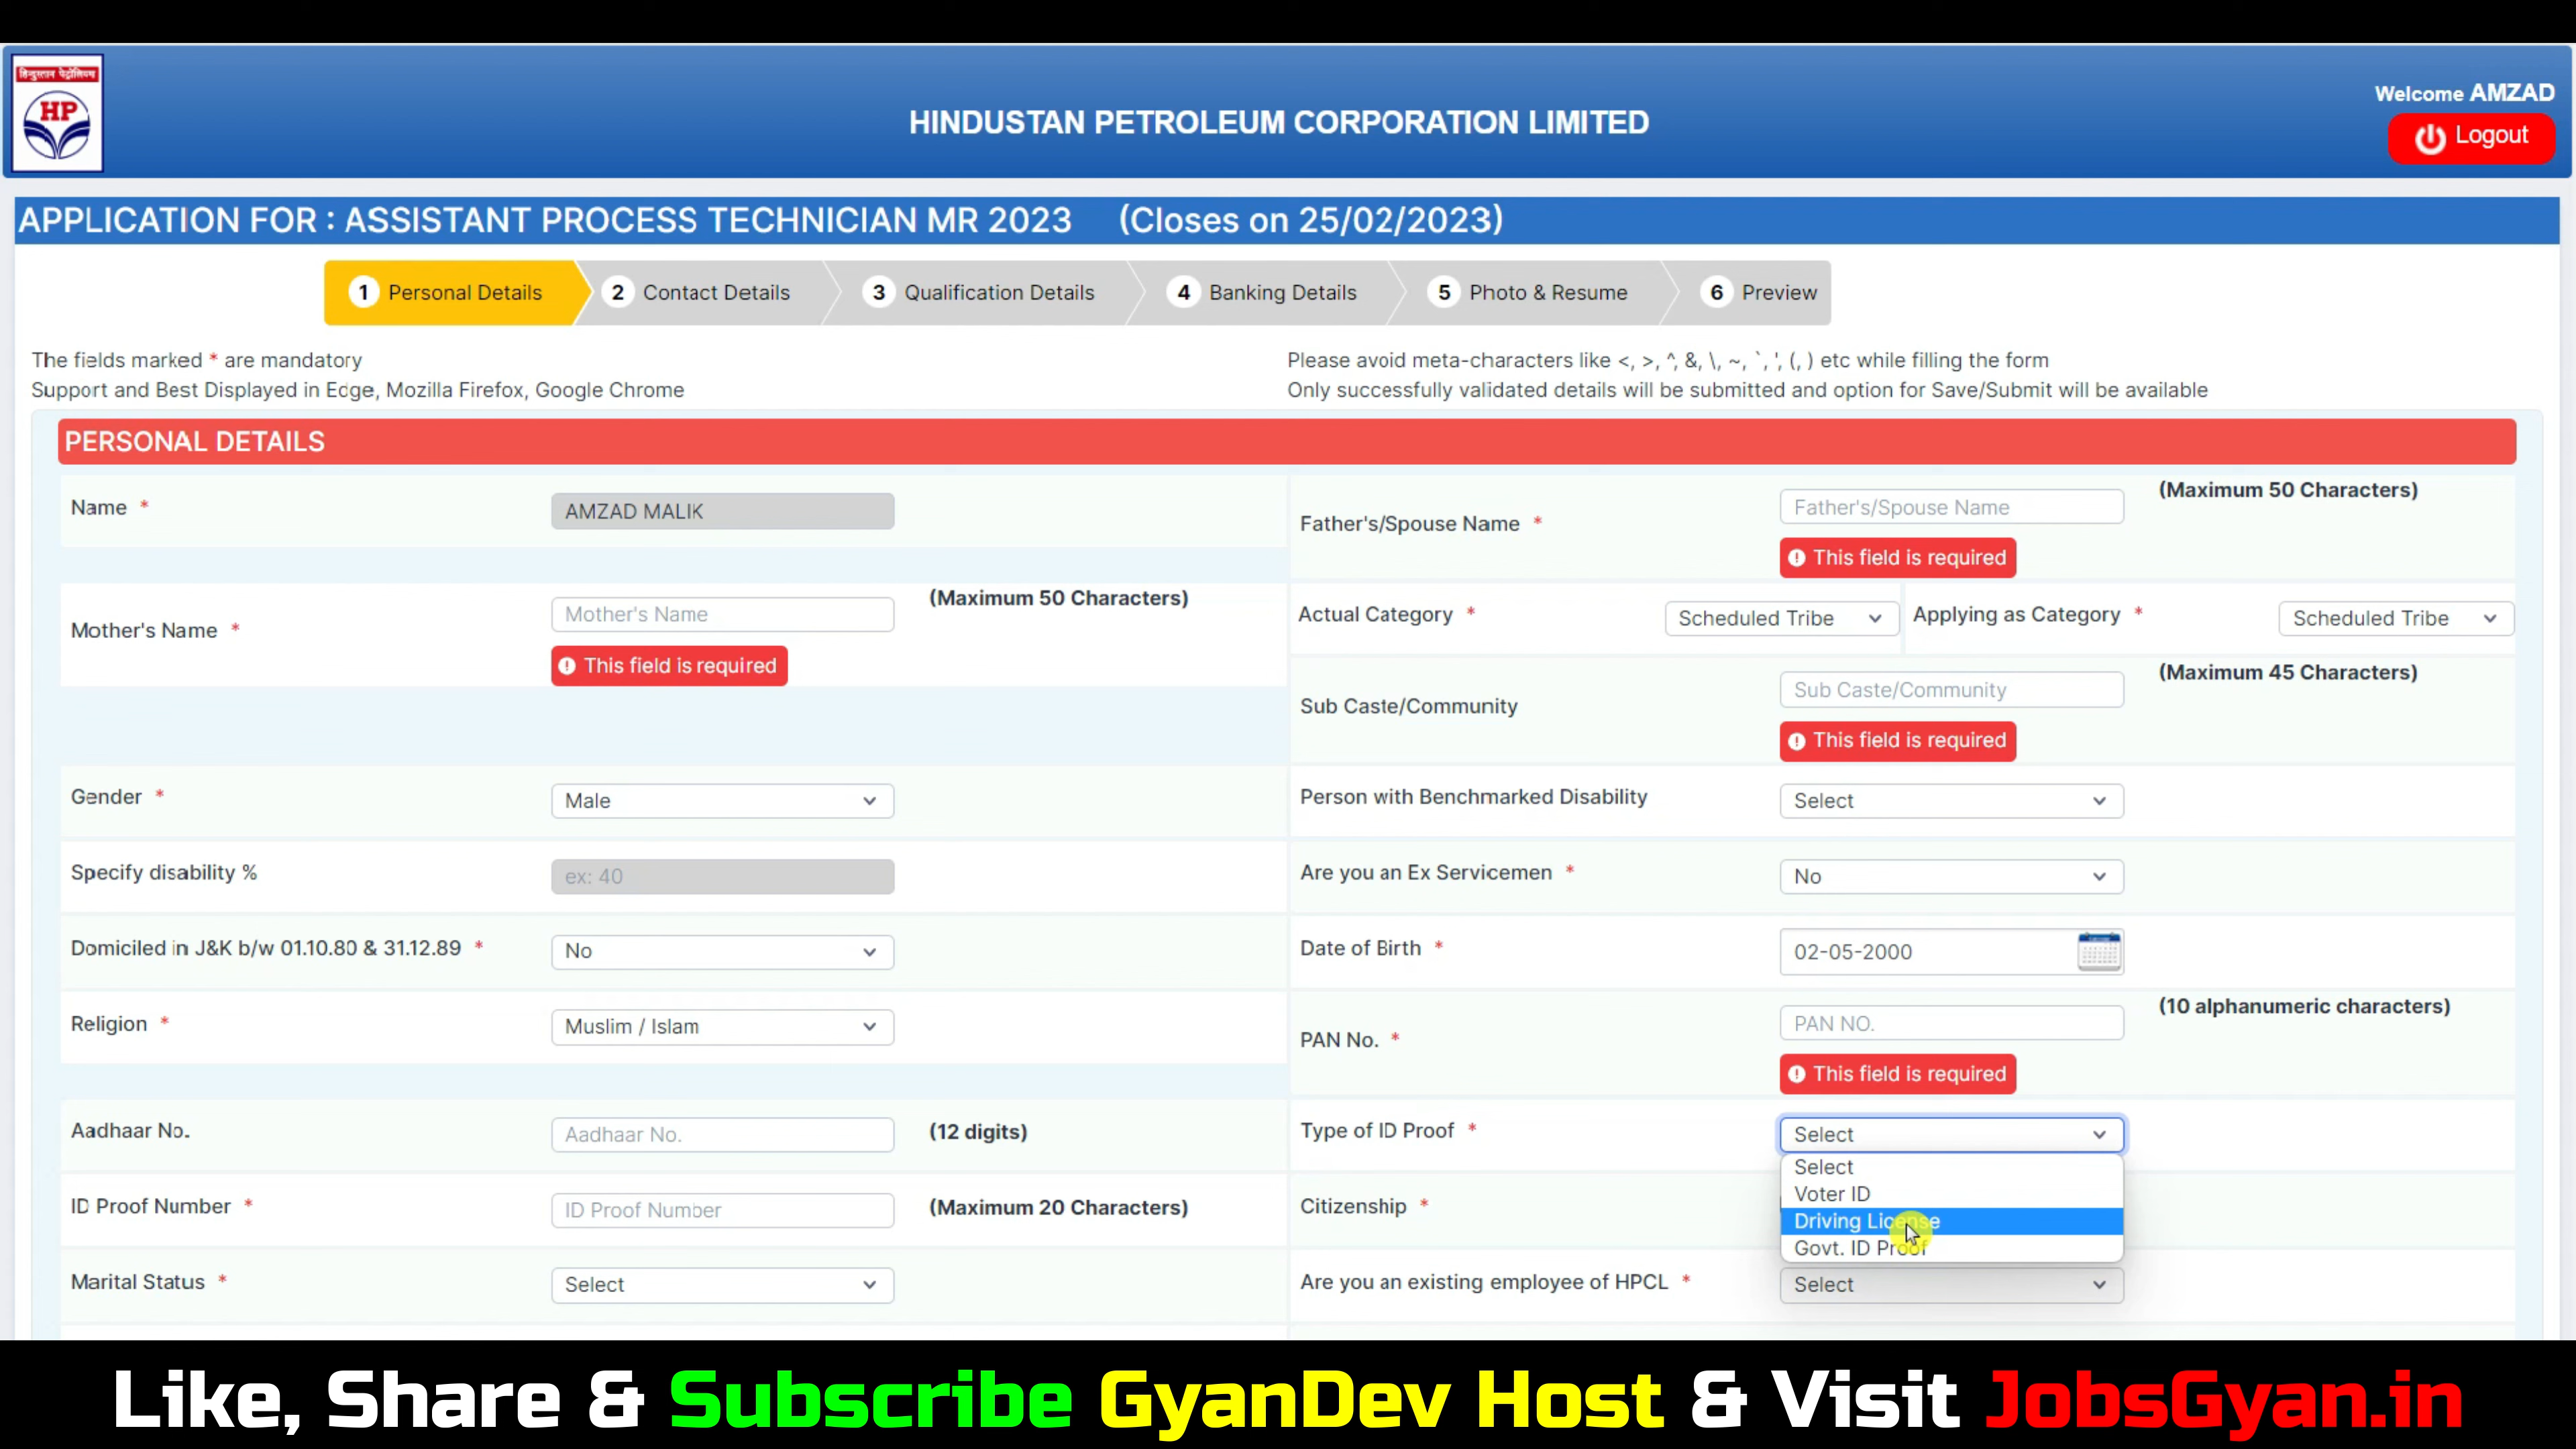 हिन्दुस्तान पेट्रोलियम
HP
HINDUSTAN PETROLEUM CORPORATION LIMITED
Welcome AMZAD
Logout
APPLICATION FOR : ASSISTANT PROCESS TECHNICIAN MR 2023 (Closes on 25/02/2023)
1 Personal Details 2 Contact Details 3 Qualification Details 4 Banking Details 5 Photo & Resume 6 Preview
The fields marked * are mandatory
Support and Best Displayed in Edge, Mozilla Firefox, Google Chrome
Please avoid meta-characters like <, >, ^, &, \, ~, `, ', (, ) etc while filling the form
Only successfully validated details will be submitted and option for Save/Submit will be available
PERSONAL DETAILS
Name * AMZAD MALIK
Father's/Spouse Name * Father's/Spouse Name (Maximum 50 Characters)
This field is required
Mother's Name * Mother's Name (Maximum 50 Characters)
This field is required
Actual Category * Scheduled Tribe Applying as Category * Scheduled Tribe
Sub Caste/Community Sub Caste/Community (Maximum 45 Characters)
This field is required
Gender * Male
Person with Benchmarked Disability Select
Specify disability % ex: 40
Are you an Ex Servicemen * No
Domiciled in J&K b/w 01.10.80 & 31.12.89 * No
Date of Birth * 02-05-2000
Religion * Muslim / Islam
PAN No. * PAN NO. (10 alphanumeric characters)
This field is required
Aadhaar No. Aadhaar No. (12 digits)
Type of ID Proof * Select
Select
Voter ID
Driving License
Govt. ID Proof
ID Proof Number * ID Proof Number (Maximum 20 Characters)
Citizenship *
Marital Status * Select
Are you an existing employee of HPCL * Select
Like, Share & Subscribe GyanDev Host & Visit JobsGyan.in